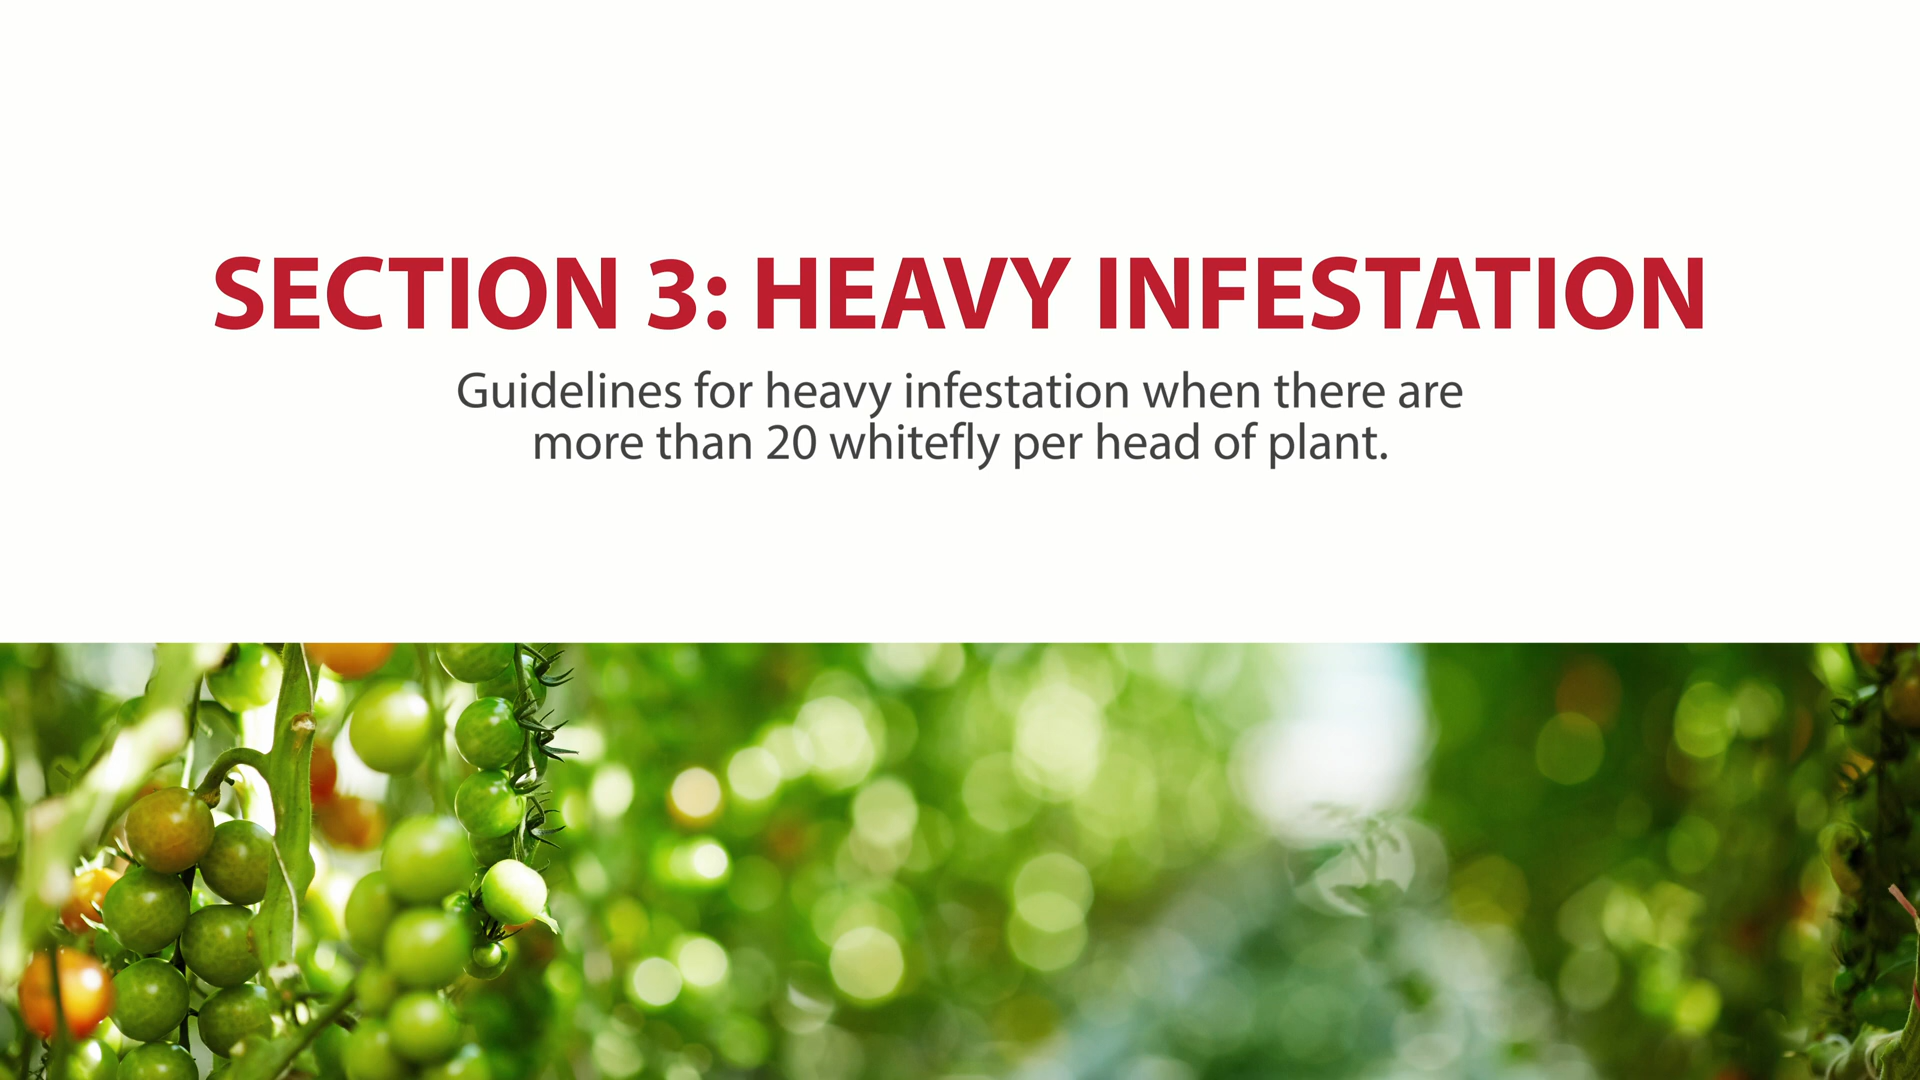 SECTION 3: HEAVY INFESTATION
Guidelines for heavy infestation when there are
more than 20 whitefly per head of plant.